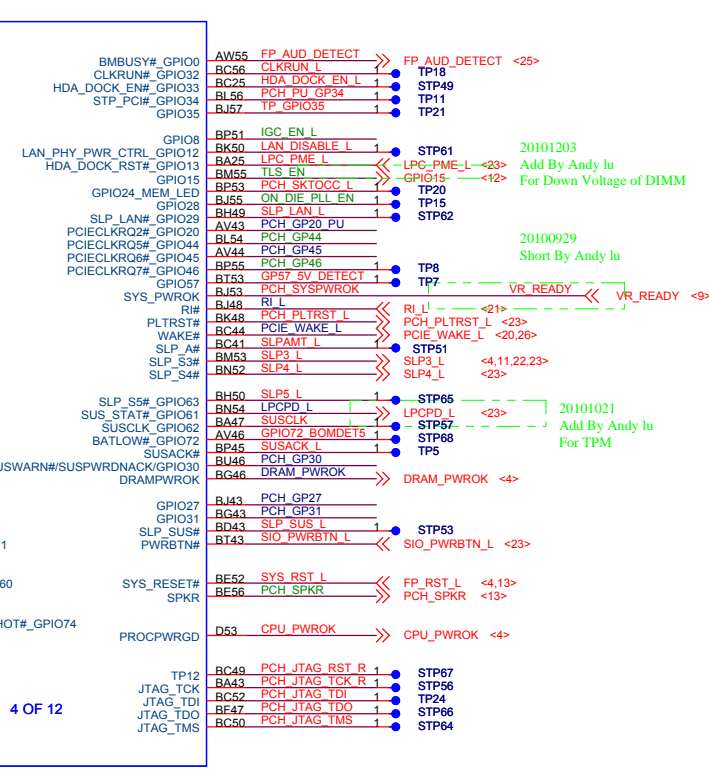 BMBUSY#_GPIO0 AW55 FP_AUD_DETECT FP_AUD_DETECT <25>
CLKRUN#_GPIO32 BC56 CLKRUN_L 1 TP18
HDA_DOCK_EN#_GPIO33 BC25 HDA_DOCK_EN_L 1 STP49
STP_PCI#_GPIO34 BL56 PCH_PU_GP34 1 TP11
GPIO35 BJ57 TP_GPIO35 1 TP21
GPIO8 BP51 IGC_EN_L
LAN_PHY_PWR_CTRL_GPIO12 BK50 LAN_DISABLE_L 1 STP61
20101203
HDA_DOCK_RST#_GPIO13 BA25 LPC_PME_L LPC_PME_L <23>
Add By Andy lu
GPIO15 BM55 TLS_EN GPIO15 <12>
For Down Voltage of DIMM
GPIO24_MEM_LED BP53 PCH_SKTOCC_L 1 TP20
GPIO28 BJ55 ON_DIE_PLL_EN 1 TP15
SLP_LAN#_GPIO29 BH49 SLP_LAN_L 1 STP62
PCIECLKRQ2#_GPIO20 AV43 PCH_GP20_PU
PCIECLKRQ5#_GPIO44 BL54 PCH_GP44
20100929
PCIECLKRQ6#_GPIO45 AV44 PCH_GP45
Short By Andy lu
PCIECLKRQ7#_GPIO46 BP55 PCH_GP46 1 TP8
GPIO57 BT53 GP57_5V_DETECT 1 TP7
SYS_PWROK BJ53 PCH_SYSPWROK VR_READY VR_READY <9>
RI# BJ48 RI_L RI_L <21>
PLTRST# BK48 PCH_PLTRST_L PCH_PLTRST_L <23>
WAKE# BC44 PCIE_WAKE_L PCIE_WAKE_L <20,26>
SLP_A# BC41 SLPAMT_L 1 STP51
SLP_S3# BM53 SLP3_L SLP3_L <4,11,22,23>
SLP_S4# BN52 SLP4_L SLP4_L <23>
SLP_S5#_GPIO63 BH50 SLP5_L 1 STP65
SUS_STAT#_GPIO61 BN54 LPCPD_L LPCPD_L <23>
20101021
SUSCLK_GPIO62 BA47 SUSCLK 1 STP57
Add By Andy lu
BATLOW#_GPIO72 AV46 GPIO72_BOMDET5 1 STP68
For TPM
SUSACK# BP45 SUSACK_L 1 TP5
USWARN#/SUSPWRDNACK/GPIO30 BU46 PCH_GP30
DRAMPWROK BG46 DRAM_PWROK DRAM_PWROK <4>
GPIO27 BJ43 PCH_GP27
GPIO31 BG43 PCH_GP31
SLP_SUS# BD43 SLP_SUS_L 1 STP53
1 PWRBTN# BT43 SIO_PWRBTN_L SIO_PWRBTN_L <23>
60 SYS_RESET# BE52 SYS_RST_L FP_RST_L <4,13>
SPKR BE56 PCH_SPKR PCH_SPKR <13>
HOT#_GPIO74
PROCPWRGD D53 CPU_PWROK CPU_PWROK <4>
TP12 BC49 PCH_JTAG_RST_R 1 STP67
JTAG_TCK BA43 PCH_JTAG_TCK_R 1 STP56
JTAG_TDI BC52 PCH_JTAG_TDI 1 TP24
4 OF 12
JTAG_TDO BF47 PCH_JTAG_TDO 1 STP66
JTAG_TMS BC50 PCH_JTAG_TMS 1 STP64